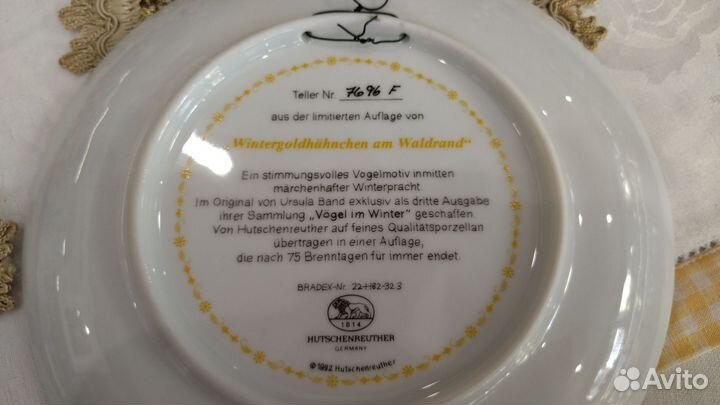 Teller Nr. 7696 F
aus der limitierten Auflage von
„Wintergoldhähnchen am Waldrand“
Ein stimmungsvolles Vogelmotiv inmitten
märchenhafter Winterpracht.
Im Original von Ursula Band exklusiv als dritte Ausgabe
ihrer Sammlung „Vögel im Winter“ geschaffen.
Von Hutschenreuther auf feines Qualitätsporzellan
übertragen in einer Auflage,
die nach 75 Brenntagen für immer endet.
BRADEX-Nr. 22-H82-32.3
1814
HUTSCHENREUTHER
GERMANY
©1992 Hutschenreuther
Avito